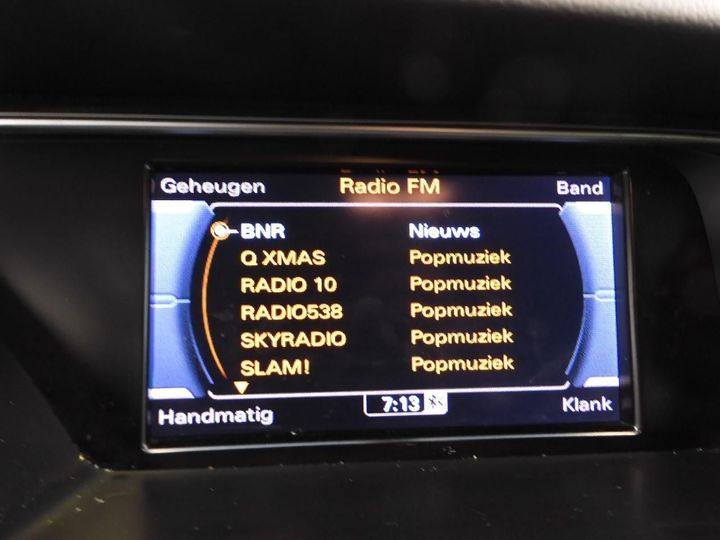 Geheugen Radio FM Band
BNR Nieuws
Q XMAS Popmuziek
RADIO 10 Popmuziek
RADIO538 Popmuziek
SKYRADIO Popmuziek
SLAM! Popmuziek
Handmatig 7:13 Klank